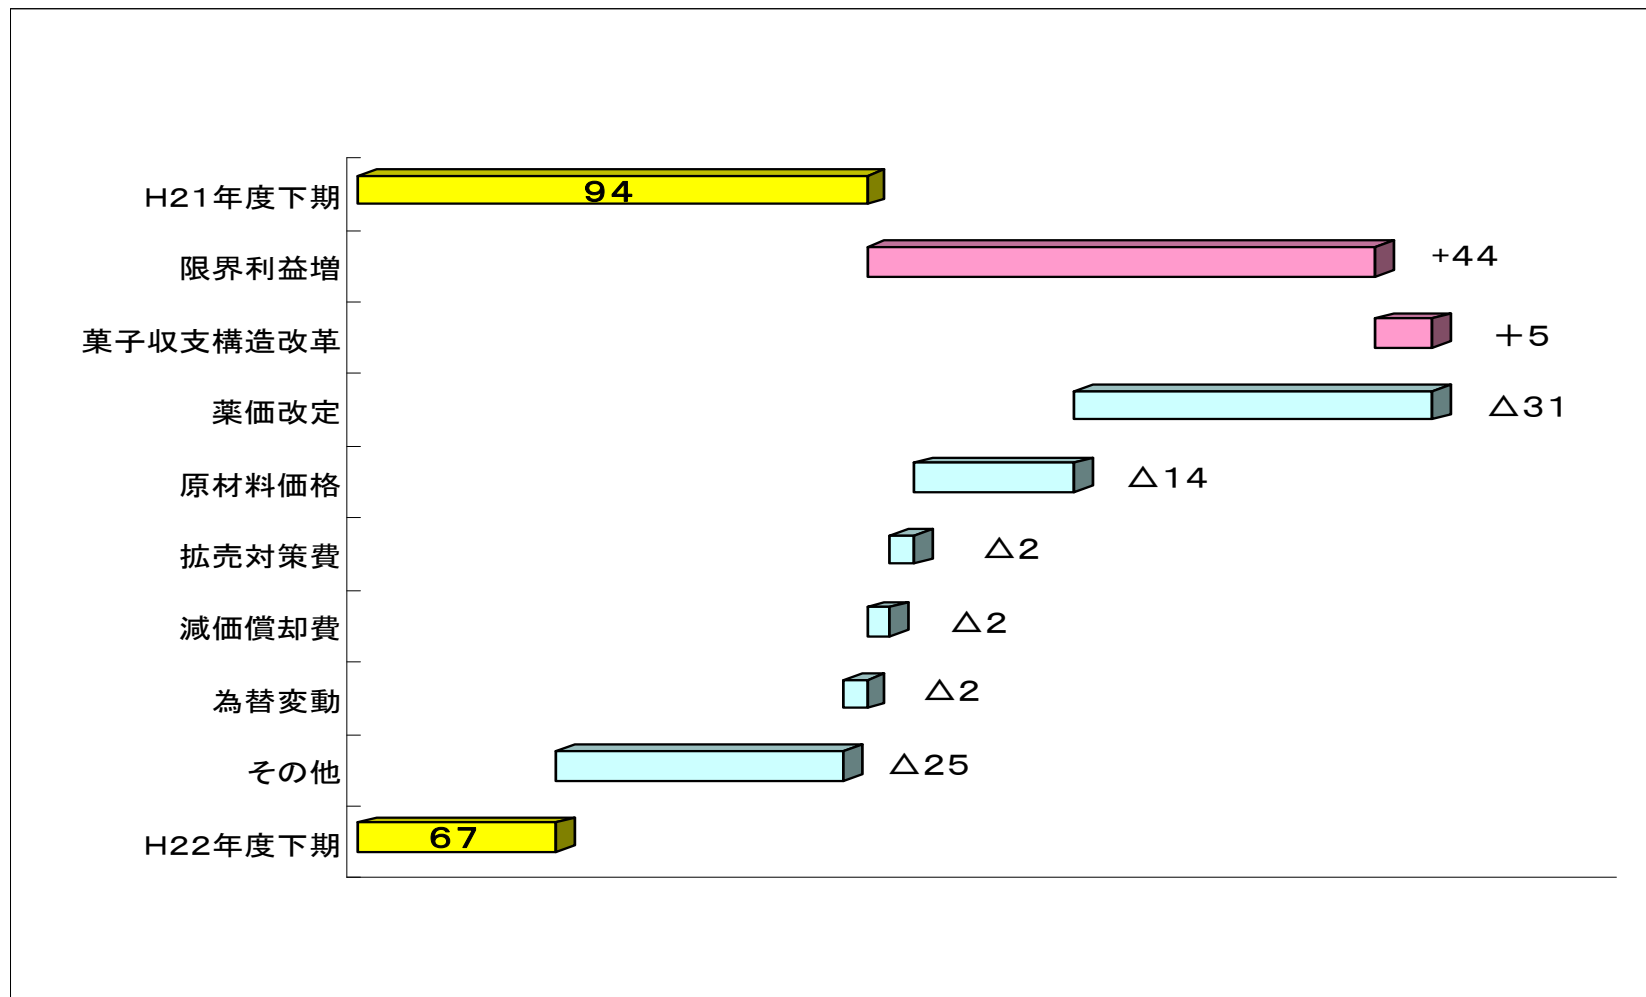 H21年度下期 94
限界利益増 +44
菓子収支構造改革 ＋5
薬価改定 △31
原材料価格 △14
拡売対策費 △2
減価償却費 △2
為替変動 △2
その他 △25
H22年度下期 67